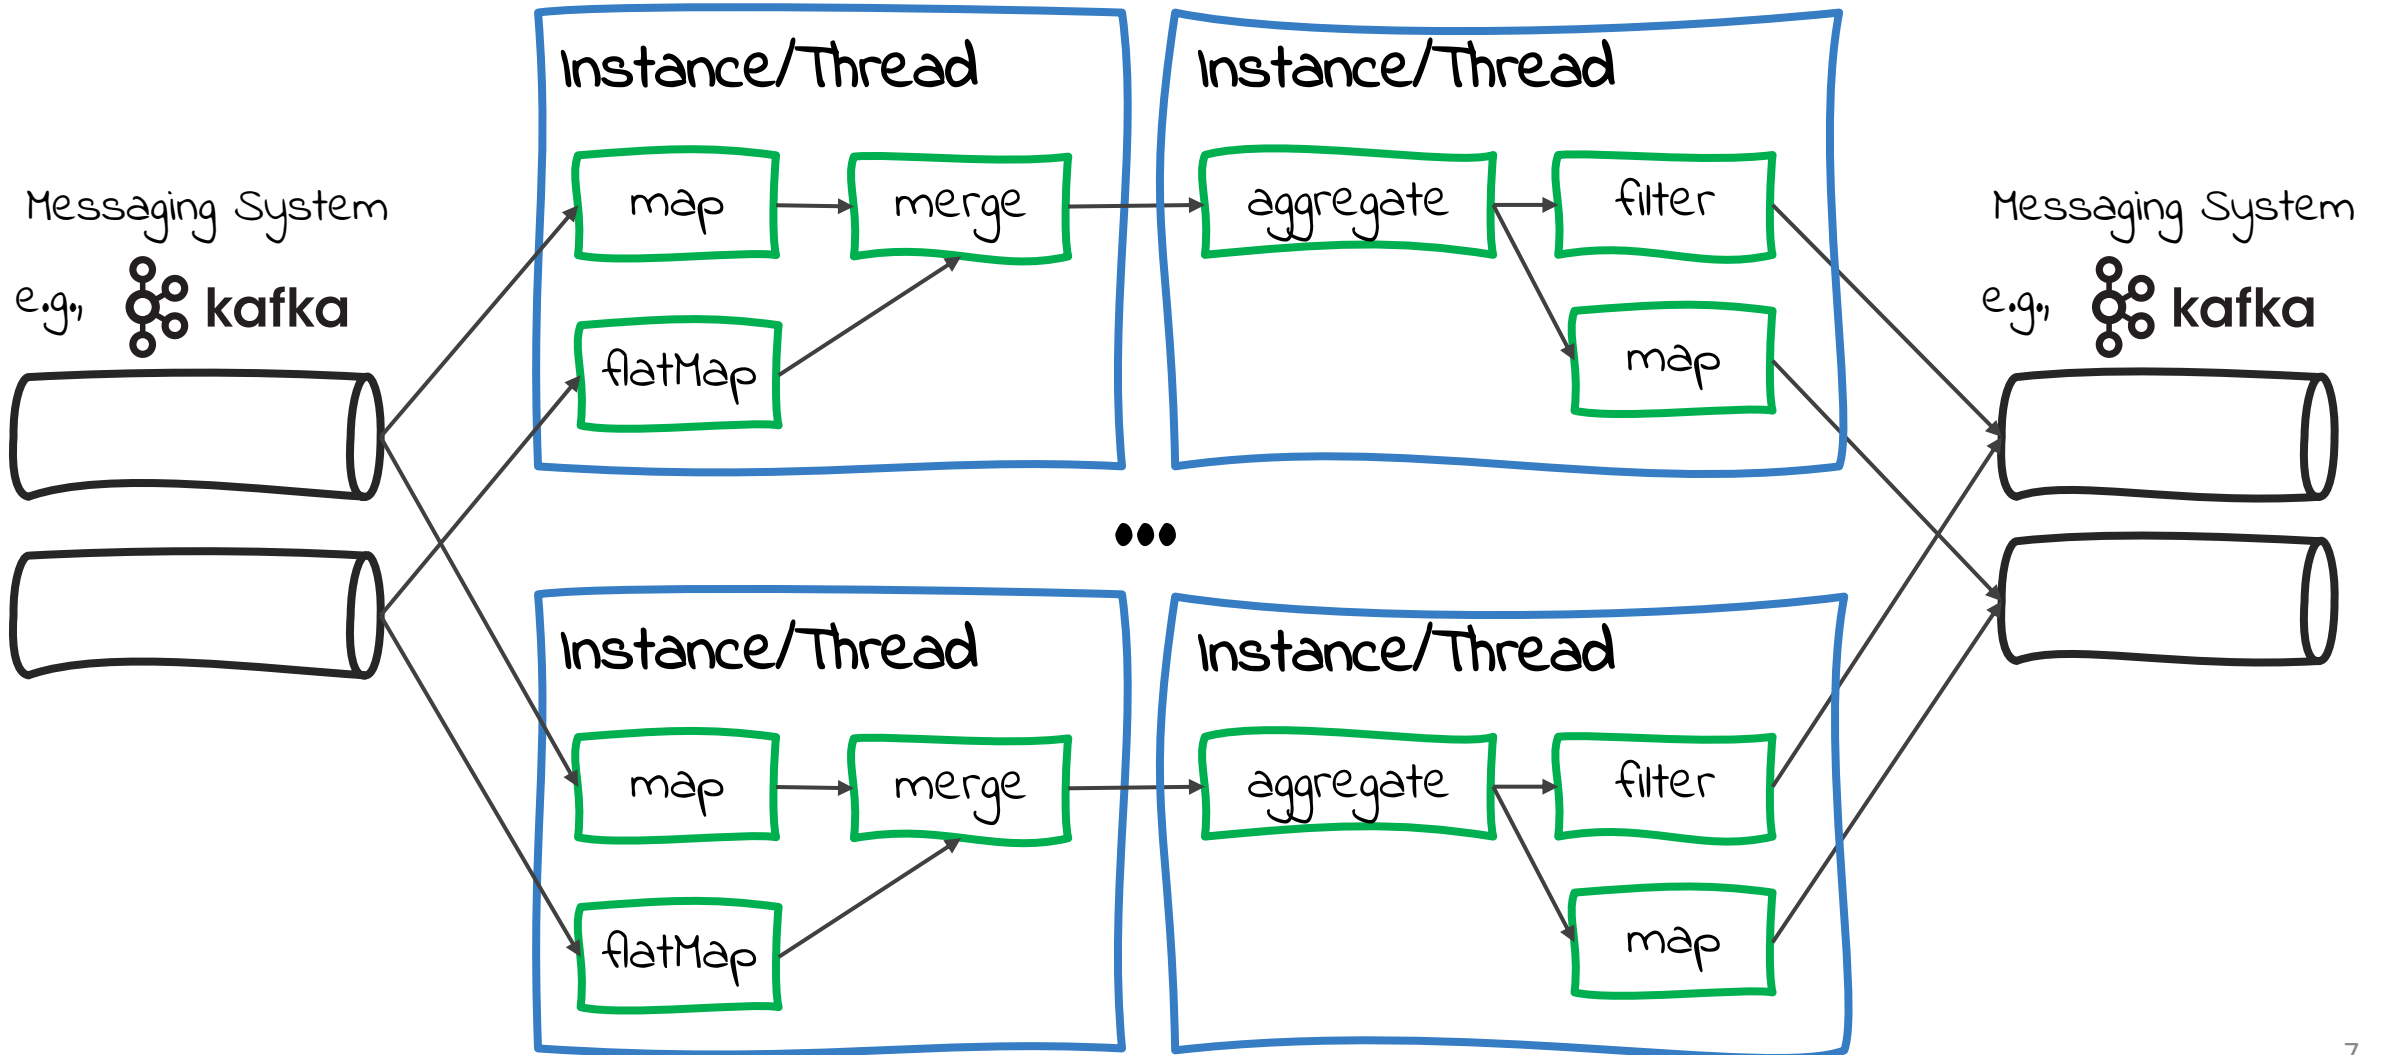 Messaging System
e.g., kafka
Instance/Thread
map
merge
flatMap
Instance/Thread
aggregate
filter
map
Messaging System
e.g., kafka
...
Instance/Thread
map
merge
flatMap
Instance/Thread
aggregate
filter
map
7